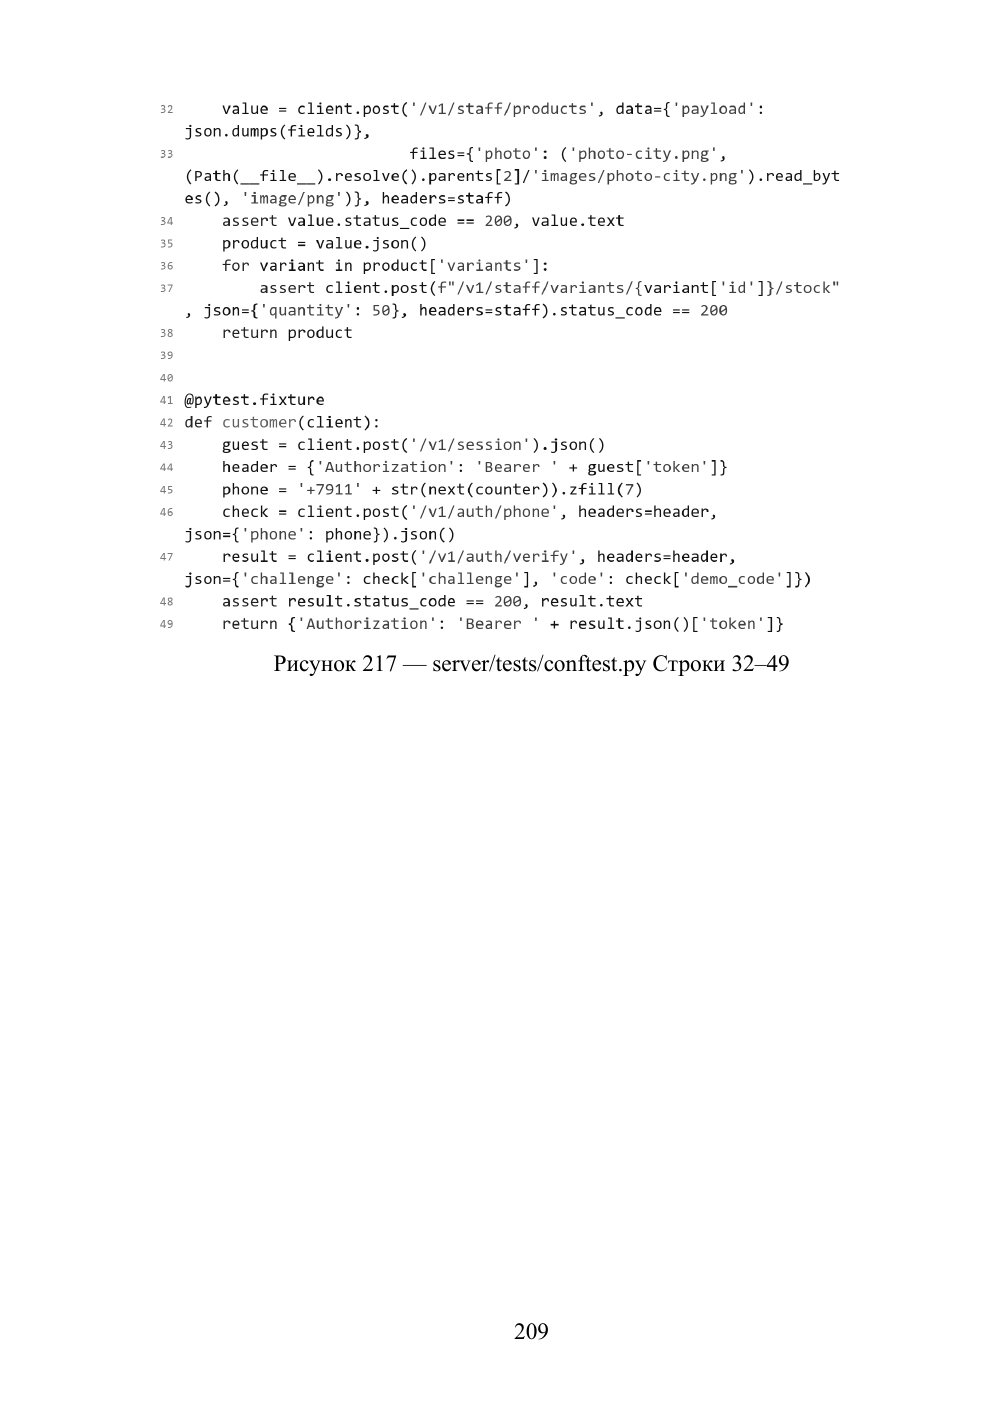 32     value = client.post('/v1/staff/products', data={'payload':
json.dumps(fields)},
33                         files={'photo': ('photo-city.png',
(Path(__file__).resolve().parents[2]/'images/photo-city.png').read_byt
es(), 'image/png')}, headers=staff)
34     assert value.status_code == 200, value.text
35     product = value.json()
36     for variant in product['variants']:
37         assert client.post(f"/v1/staff/variants/{variant['id']}/stock"
, json={'quantity': 50}, headers=staff).status_code == 200
38     return product
39
40
41 @pytest.fixture
42 def customer(client):
43     guest = client.post('/v1/session').json()
44     header = {'Authorization': 'Bearer ' + guest['token']}
45     phone = '+7911' + str(next(counter)).zfill(7)
46     check = client.post('/v1/auth/phone', headers=header,
json={'phone': phone}).json()
47     result = client.post('/v1/auth/verify', headers=header,
json={'challenge': check['challenge'], 'code': check['demo_code']})
48     assert result.status_code == 200, result.text
49     return {'Authorization': 'Bearer ' + result.json()['token']}
Рисунок 217 — server/tests/conftest.py Строки 32–49
209